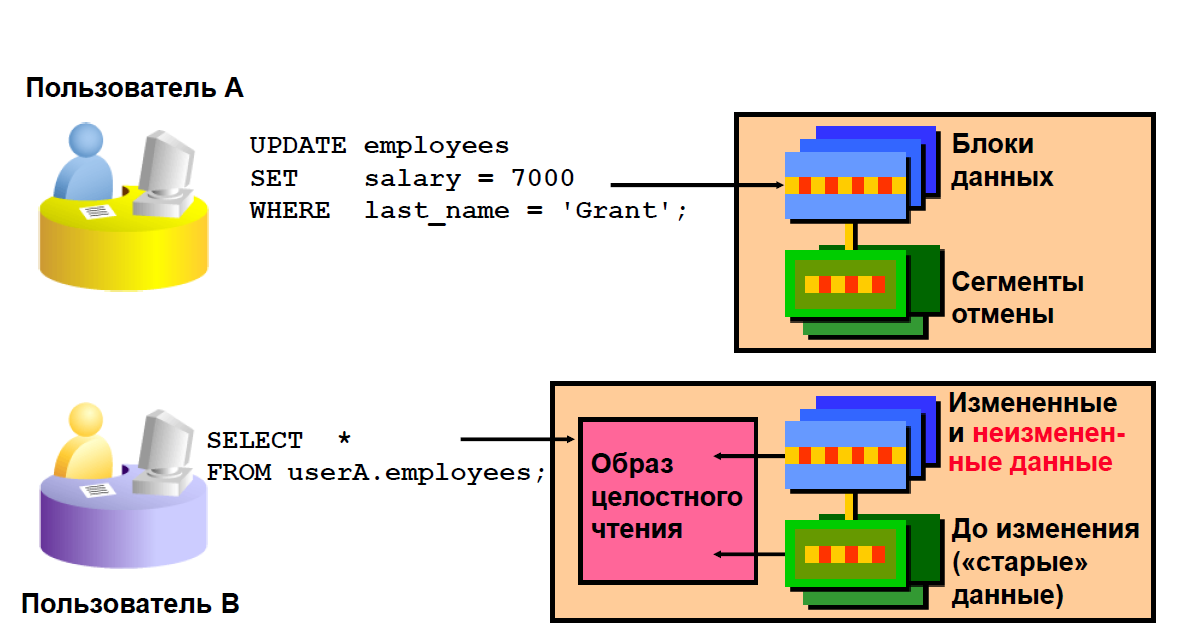 Пользователь A
UPDATE employees
SET salary = 7000
WHERE last_name = 'Grant';
Блоки
данных
Сегменты
отмены
SELECT *
FROM userA.employees;
Образ
целостного
чтения
Измененные
и неизменен-
ные данные
До изменения
(«старые»
данные)
Пользователь B